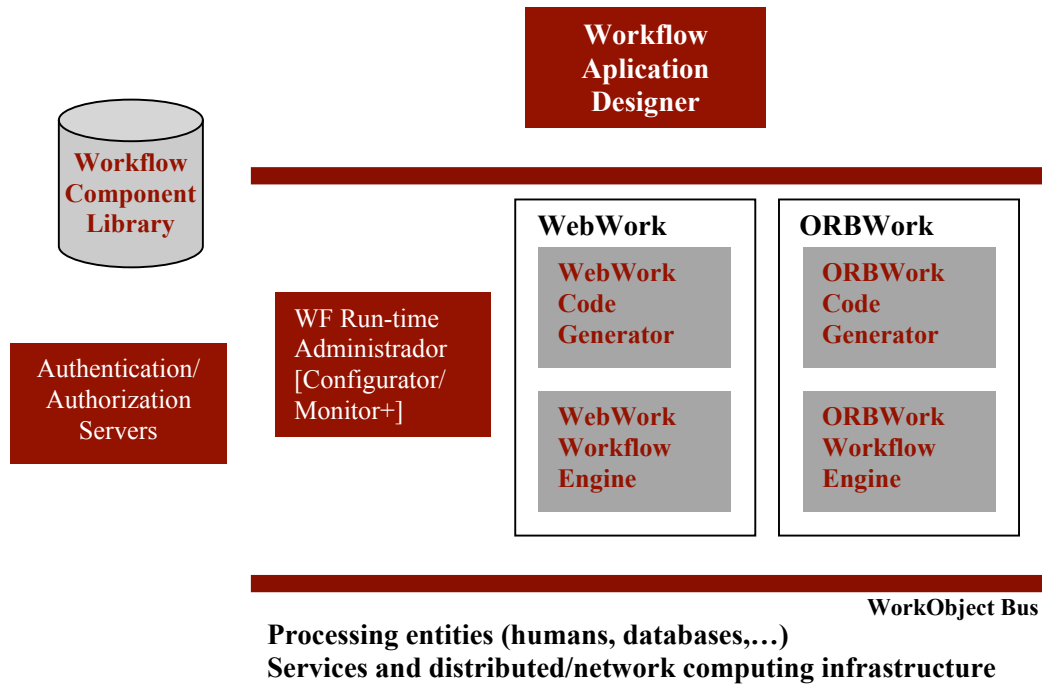 Workflow
Aplication
Designer
Workflow
Component
Library
WebWork
WebWork
Code
Generator
WebWork
Workflow
Engine
ORBWork
ORBWork
Code
Generator
ORBWork
Workflow
Engine
WF Run-time
Administrador
[Configurator/
Monitor+]
Authentication/
Authorization
Servers
WorkObject Bus
Processing entities (humans, databases,…)
Services and distributed/network computing infrastructure